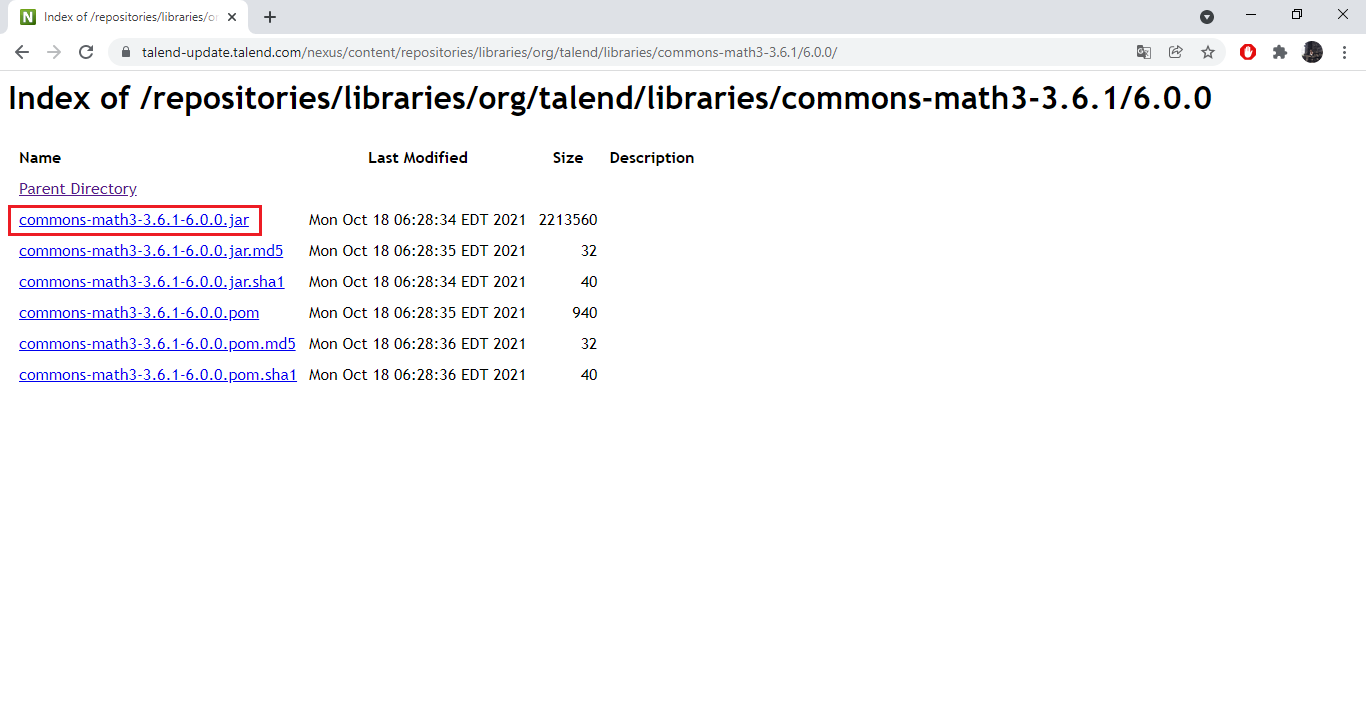 Index of /repositories/libraries/or
talend-update.talend.com/nexus/content/repositories/libraries/org/talend/libraries/commons-math3-3.6.1/6.0.0/
Index of /repositories/libraries/org/talend/libraries/commons-math3-3.6.1/6.0.0
Name Last Modified Size Description
Parent Directory
commons-math3-3.6.1-6.0.0.jar Mon Oct 18 06:28:34 EDT 2021 2213560
commons-math3-3.6.1-6.0.0.jar.md5 Mon Oct 18 06:28:35 EDT 2021 32
commons-math3-3.6.1-6.0.0.jar.sha1 Mon Oct 18 06:28:34 EDT 2021 40
commons-math3-3.6.1-6.0.0.pom Mon Oct 18 06:28:35 EDT 2021 940
commons-math3-3.6.1-6.0.0.pom.md5 Mon Oct 18 06:28:36 EDT 2021 32
commons-math3-3.6.1-6.0.0.pom.sha1 Mon Oct 18 06:28:36 EDT 2021 40